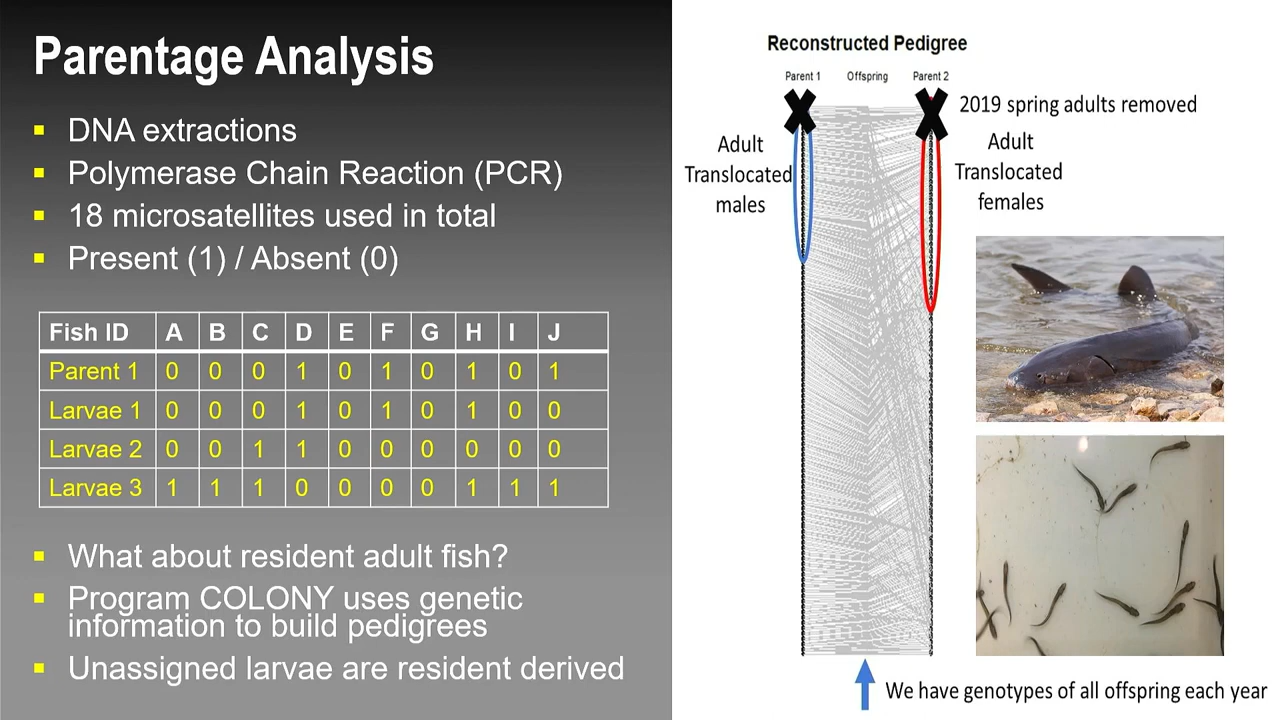 Parentage Analysis
DNA extractions
Polymerase Chain Reaction (PCR)
18 microsatellites used in total
Present (1) / Absent (0)
Fish ID A B C D E F G H I J
Parent 1 0 0 0 1 0 1 0 1 0 1
Larvae 1 0 0 0 1 0 1 0 1 0 0
Larvae 2 0 0 1 1 0 0 0 0 0 0
Larvae 3 1 1 1 0 0 0 0 1 1 1
What about resident adult fish?
Program COLONY uses genetic
information to build pedigrees
Unassigned larvae are resident derived
Reconstructed Pedigree
Parent 1 Offspring Parent 2
2019 spring adults removed
Adult
Translocated
males
Adult
Translocated
females
We have genotypes of all offspring each year